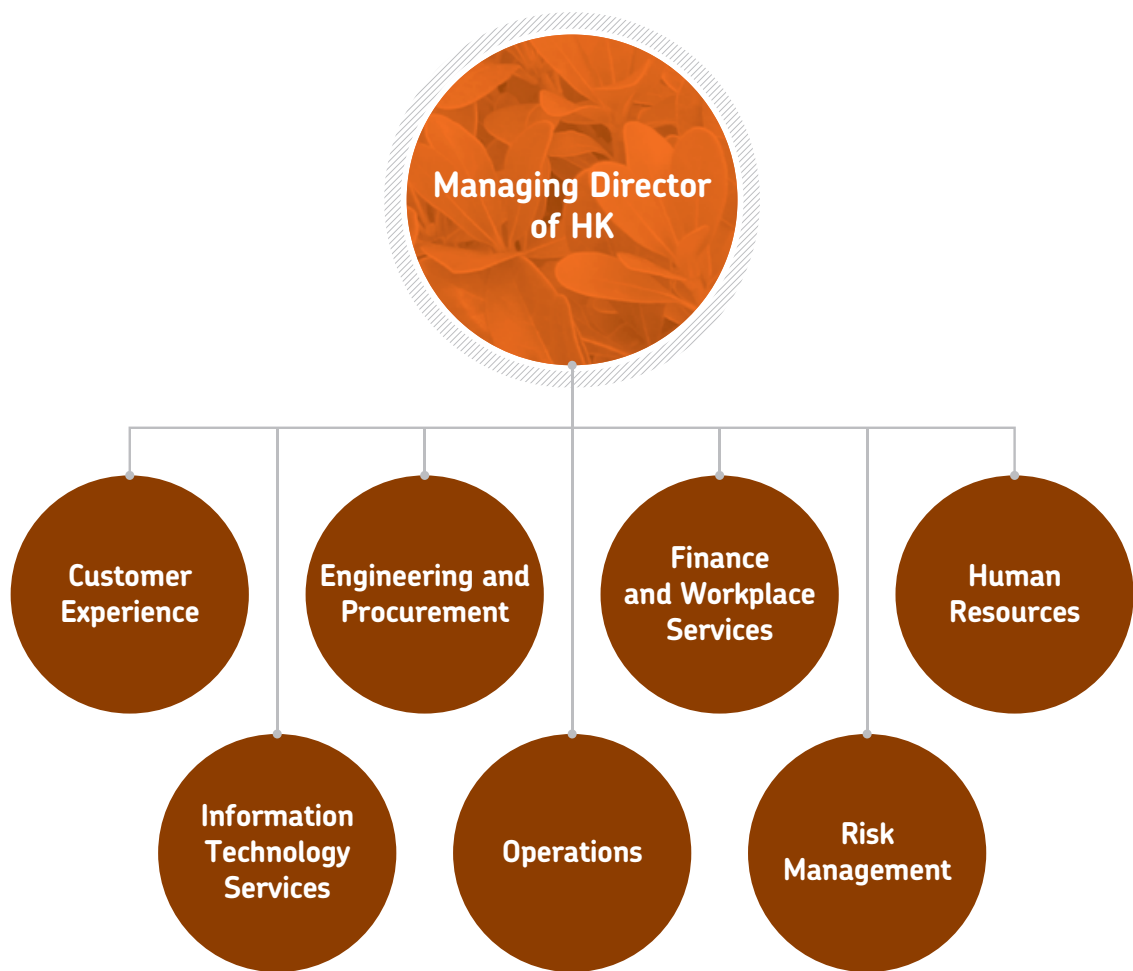 Managing Director
of HK
Customer
Experience
Engineering and
Procurement
Finance
and Workplace
Services
Human
Resources
Information
Technology
Services
Operations
Risk
Management